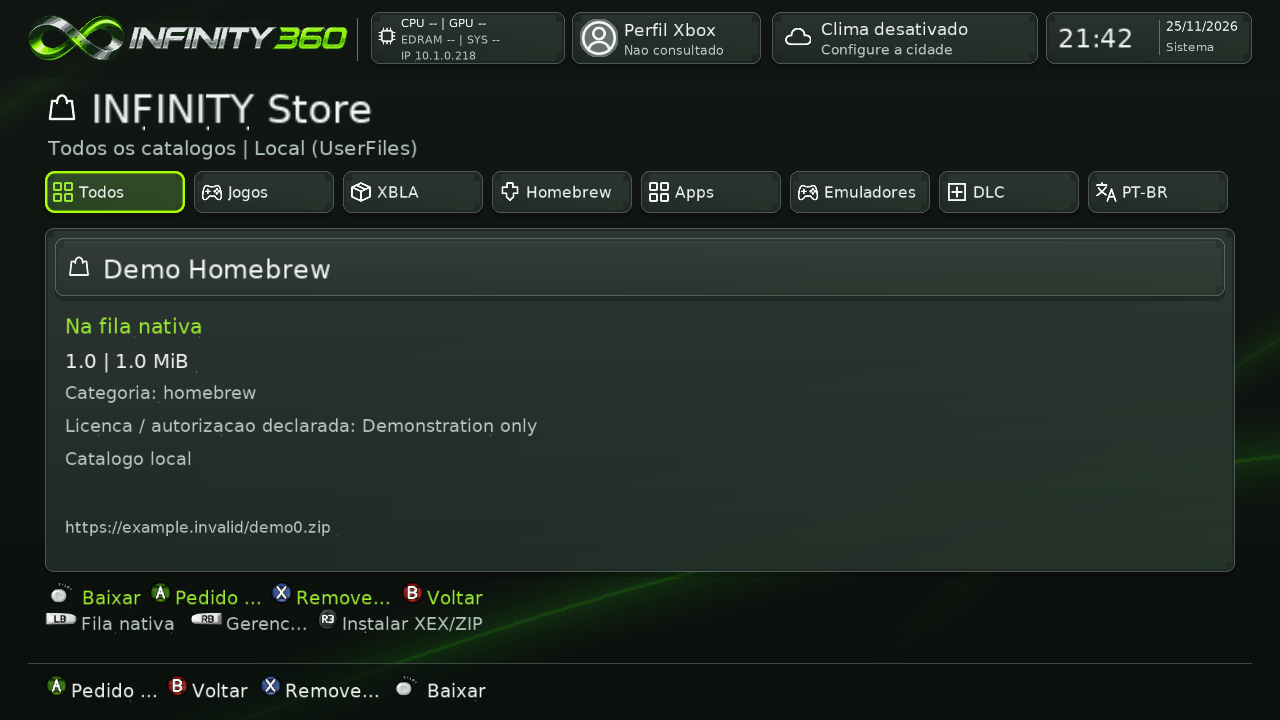 INFINITY 360
CPU -- | GPU --
EDRAM -- | SYS --
IP 10.1.0.218
Perfil Xbox
Nao consultado
Clima desativado
Configure a cidade
21:42
25/11/2026
Sistema
INFINITY Store
Todos os catalogos | Local (UserFiles)
Todos
Jogos
XBLA
Homebrew
Apps
Emuladores
DLC
PT-BR
Demo Homebrew
Na fila nativa
1.0 | 1.0 MiB
Categoria: homebrew
Licenca / autorizacao declarada: Demonstration only
Catalogo local
https://example.invalid/demo0.zip
Baixar A Pedido ... X Remove... B Voltar
LB Fila nativa RB Gerenc... R3 Instalar XEX/ZIP
A Pedido ... B Voltar X Remove... Baixar